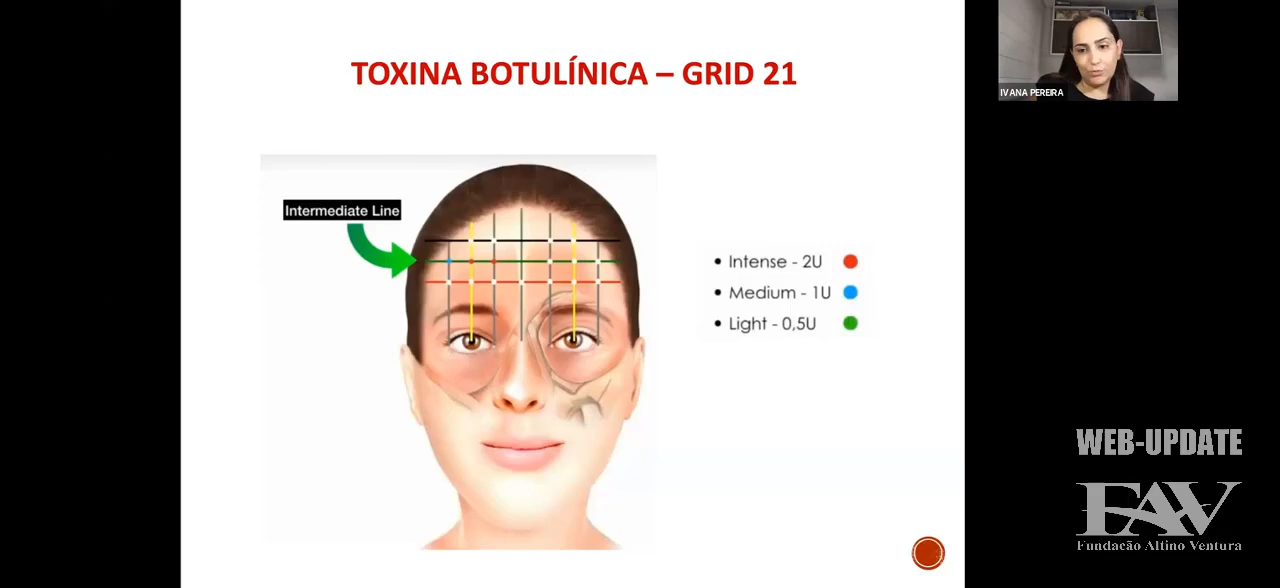 TOXINA BOTULÍNICA – GRID 21
IVANA PEREIRA
Intermediate Line
• Intense - 2U
• Medium - 1U
• Light - 0,5U
WEB-UPDATE
FAV
Fundação Altino Ventura